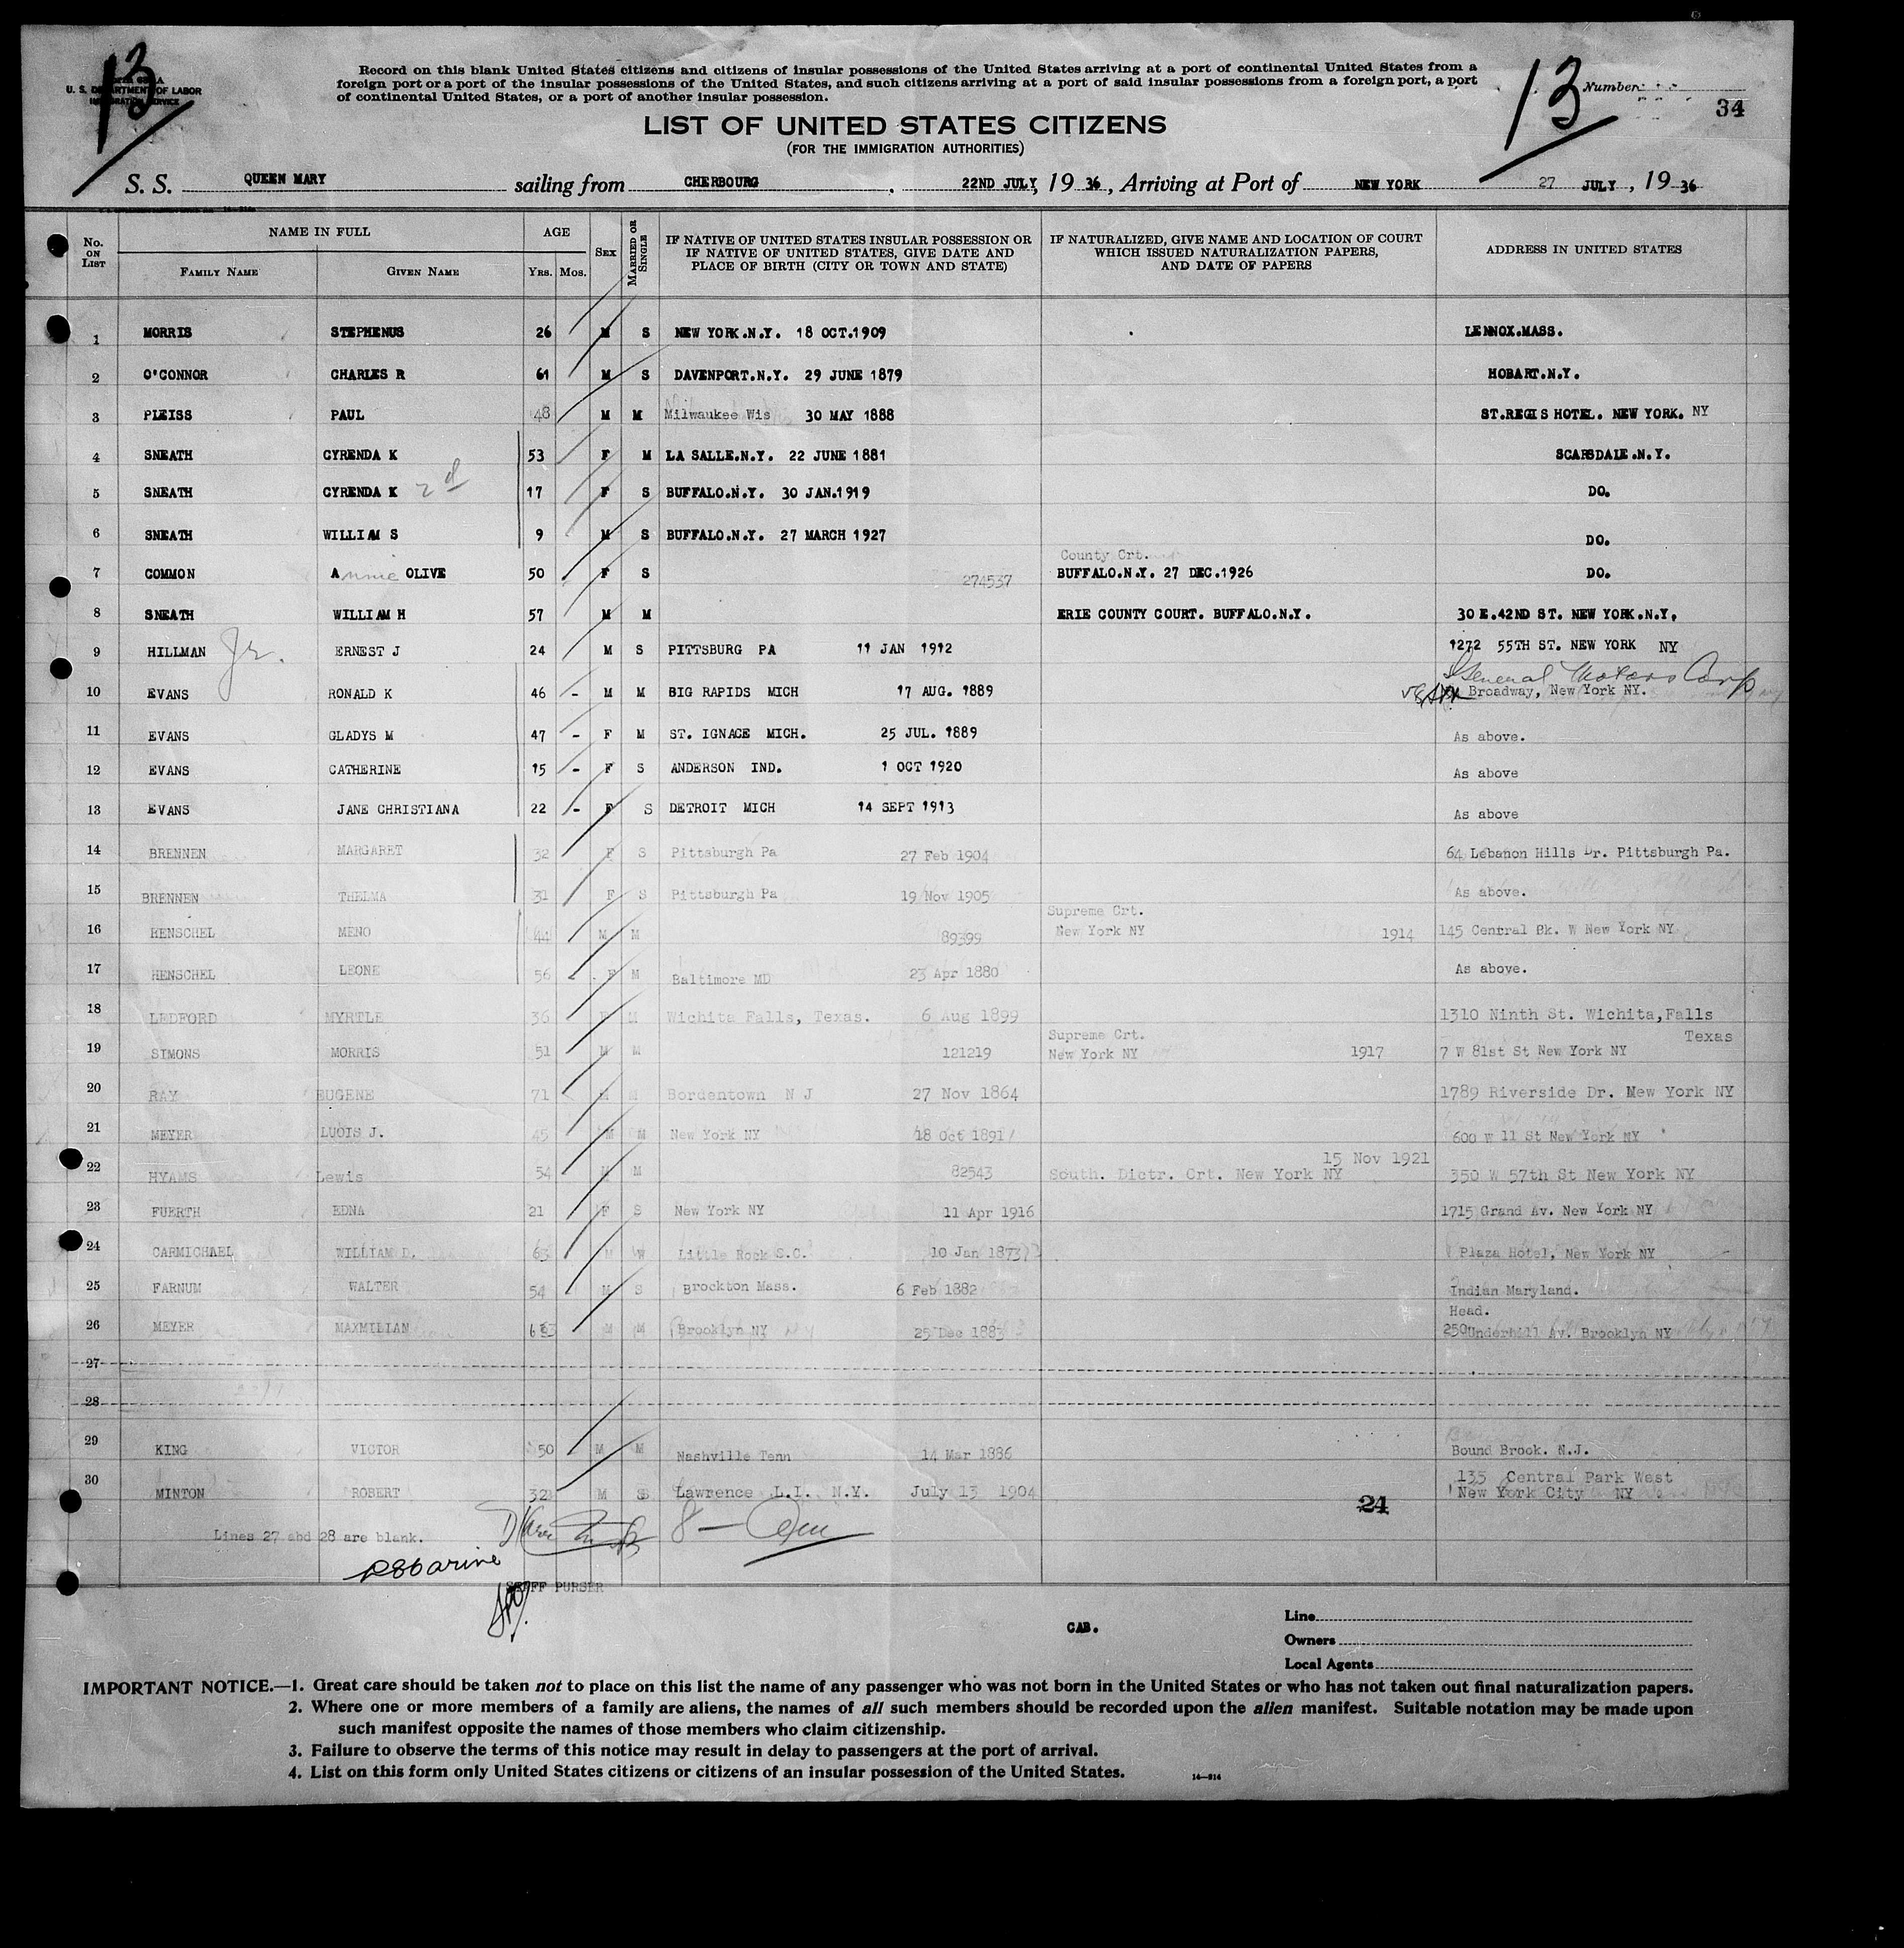 13
U. S. DEPARTMENT OF LABOR
IMMIGRATION SERVICE
Record on this blank United States citizens and citizens of insular possessions of the United States arriving at a port of continental United States from a
foreign port or a port of the insular possessions of the United States, and such citizens arriving at a port of said insular possessions from a foreign port, a port
of continental United States, or a port of another insular possession.
13
Number
34
LIST OF UNITED STATES CITIZENS
(FOR THE IMMIGRATION AUTHORITIES)
S. S. QUEEN MARY sailing from CHERBOURG, 22ND JULY, 19 36, Arriving at Port of NEW YORK 27 JULY, 19 36
No. ON LIST NAME IN FULL FAMILY NAME GIVEN NAME AGE YRS. MOS. SEX MARRIED OR SINGLE IF NATIVE OF UNITED STATES INSULAR POSSESSION OR IF NATIVE OF UNITED STATES, GIVE DATE AND PLACE OF BIRTH (CITY OR TOWN AND STATE) IF NATURALIZED, GIVE NAME AND LOCATION OF COURT WHICH ISSUED NATURALIZATION PAPERS, AND DATE OF PAPERS ADDRESS IN UNITED STATES
1 MORRIS STEPHENUS 26 M S NEW YORK.N.Y. 18 OCT.1909 LENNOX.MASS.
2 O'CONNOR CHARLES R 61 M S DAVENPORT.N.Y. 29 JUNE 1879 HOBART.N.Y.
3 PLEISS PAUL 48 M M Milwaukee Wis 30 MAY 1888 ST.REGIS HOTEL. NEW YORK. NY
4 SNEATH CYRENDA K 53 F M LA SALLE.N.Y. 22 JUNE 1881 SCARSDALE.N.Y.
5 SNEATH CYRENDA K 2d 17 F S BUFFALO.N.Y. 30 JAN.1919 DO.
6 SNEATH WILLIAM S 9 M S BUFFALO.N.Y. 27 MARCH 1927 DO.
County Crt.
7 COMMON Annie OLIVE 50 F S 274537 BUFFALO.N.Y. 27 DEC.1926 DO.
8 SNEATH WILLIAM H 57 M M ERIE COUNTY COURT. BUFFALO.N.Y. 30 E.42ND ST. NEW YORK.N.Y.
9 HILLMAN Jr. ERNEST J 24 M S PITTSBURG PA 11 JAN 1912 1272 55TH ST. NEW YORK NY
General Motors Corp
10 EVANS RONALD K 46 - M M BIG RAPIDS MICH 17 AUG. 1889 Broadway, New York NY.
11 EVANS GLADYS M 47 - F M ST. IGNACE MICH. 25 JUL. 1889 As above.
12 EVANS CATHERINE 15 - F S ANDERSON IND. 1 OCT 1920 As above
13 EVANS JANE CHRISTIANA 22 - F S DETROIT MICH 14 SEPT 1913 As above
14 BRENNEN MARGARET 32 F S Pittsburgh Pa 27 Feb 1904 64 Lebanon Hills Dr. Pittsburgh Pa.
15 BRENNEN THELMA 31 F S Pittsburgh Pa 19 Nov 1905 As above.
Supreme Crt.
16 HENSCHEL MENO 44 M M 89399 New York NY 1914 145 Central Pk. W New York NY
17 HENSCHEL LEONE 56 F M Baltimore MD 23 Apr 1880 As above.
18 LEDFORD MYRTLE 36 F M Wichita Falls, Texas. 6 Aug 1899 1310 Ninth St. Wichita,Falls
Supreme Crt. Texas
19 SIMONS MORRIS 51 M M 121219 New York NY 1917 7 W 81st St New York NY
20 RAY EUGENE 71 M M Bordentown N J 27 Nov 1864 1789 Riverside Dr. New York NY
21 MEYER LUOIS J. 45 M M New York NY 18 Oct 1891 600 W 11 St New York NY
15 Nov 1921
22 HYAMS Lewis 54 M M 82543 South. Dictr. Crt. New York NY 350 W 57th St New York NY
23 FUERTH EDNA 21 F S New York NY 11 Apr 1916 1715 Grand Av. New York NY
24 CARMICHAEL WILLIAM D. 63 M W Little Rock S.C. 10 Jan 1873 Plaza Hotel, New York NY
25 FARNUM WALTER 54 M S Brockton Mass. 6 Feb 1882 Indian Maryland.
Head.
26 MEYER MAXMILIAN M M Brooklyn NY 25 Dec 1883 250Underhill Av. Brooklyn NY
27
28
29 KING VICTOR 50 M M Nashville Tenn 14 Mar 1886 Bound Brook. N.J.
135 Central Park West
30 MINTON ROBERT 32 M S Lawrence L.I. N.Y. July 13 1904 New York City NY
24
Lines 27 abd 28 are blank.
8 —
STAFF PURSER
CAB.
Line
Owners
Local Agents
IMPORTANT NOTICE.—1. Great care should be taken not to place on this list the name of any passenger who was not born in the United States or who has not taken out final naturalization papers.
2. Where one or more members of a family are aliens, the names of all such members should be recorded upon the alien manifest. Suitable notation may be made upon
such manifest opposite the names of those members who claim citizenship.
3. Failure to observe the terms of this notice may result in delay to passengers at the port of arrival.
4. List on this form only United States citizens or citizens of an insular possession of the United States.
14—814